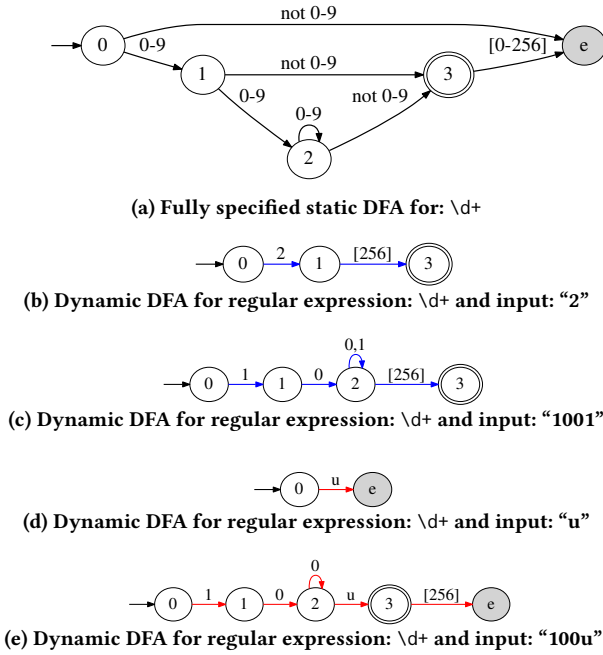 not 0-9
0 0-9 [0-256] e
1 not 0-9 3
0-9 0-9 not 0-9
2
(a) Fully specified static DFA for: \d+
0 2 1 [256] 3
(b) Dynamic DFA for regular expression: \d+ and input: “2”
0,1
0 1 1 0 2 [256] 3
(c) Dynamic DFA for regular expression: \d+ and input: “1001”
0 u e
(d) Dynamic DFA for regular expression: \d+ and input: “u”
0
0 1 1 0 2 u 3 [256] e
(e) Dynamic DFA for regular expression: \d+ and input: “100u”